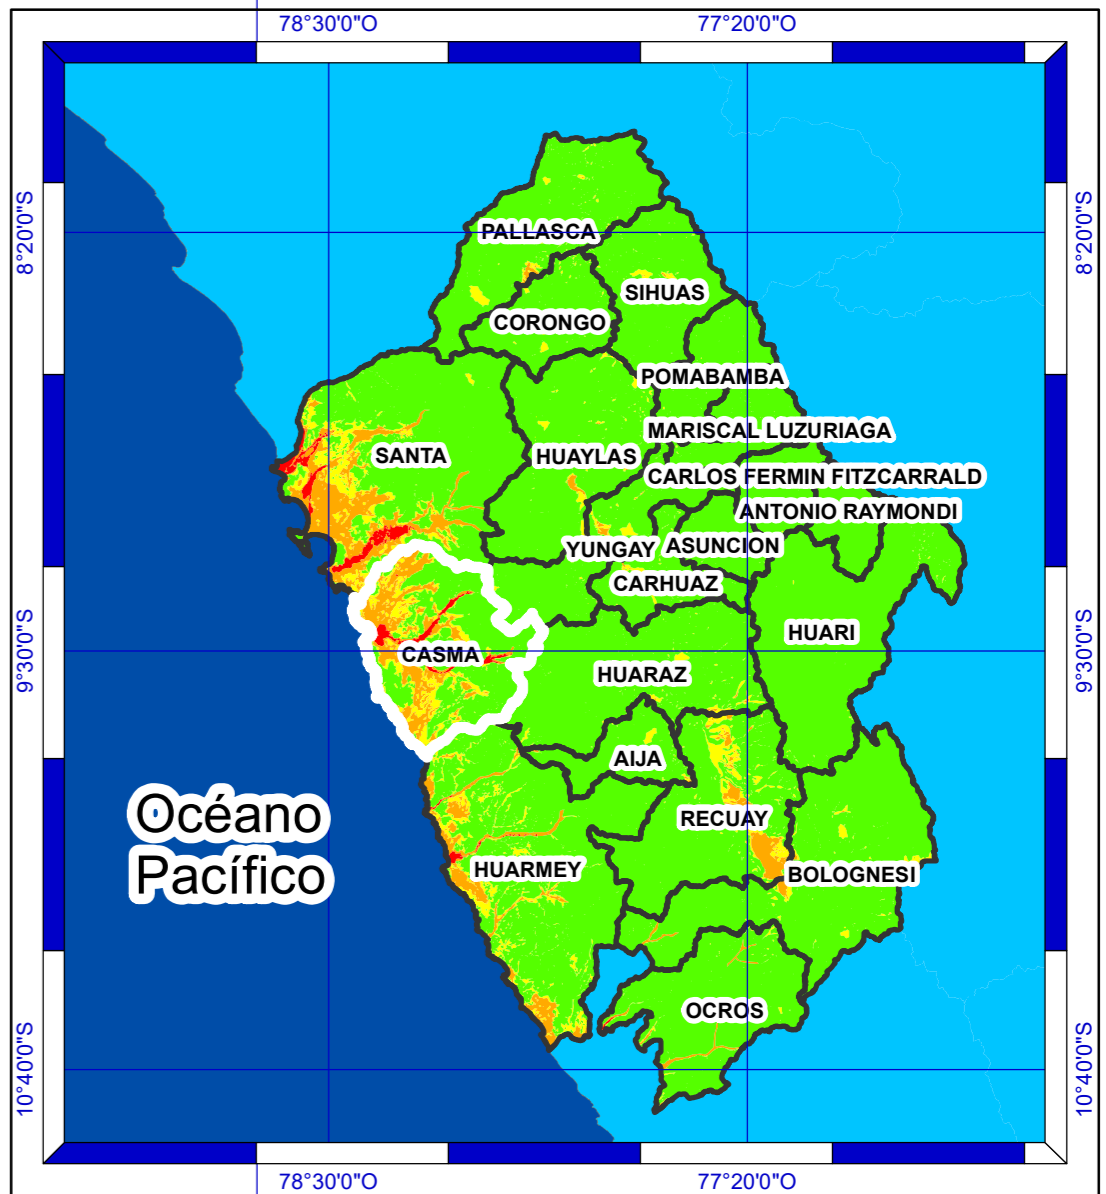 78°30'0"O 77°20'0"O
8°20'0"S 8°20'0"S
PALLASCA
SIHUAS
CORONGO
POMABAMBA
MARISCAL LUZURIAGA
SANTA HUAYLAS
CARLOS FERMIN FITZCARRALD
ANTONIO RAYMONDI
YUNGAY ASUNCION
CARHUAZ
HUARI
CASMA
9°30'0"S 9°30'0"S
HUARAZ
AIJA
Océano
Pacífico
RECUAY
HUARMEY BOLOGNESI
OCROS
10°40'0"S 10°40'0"S
78°30'0"O 77°20'0"O